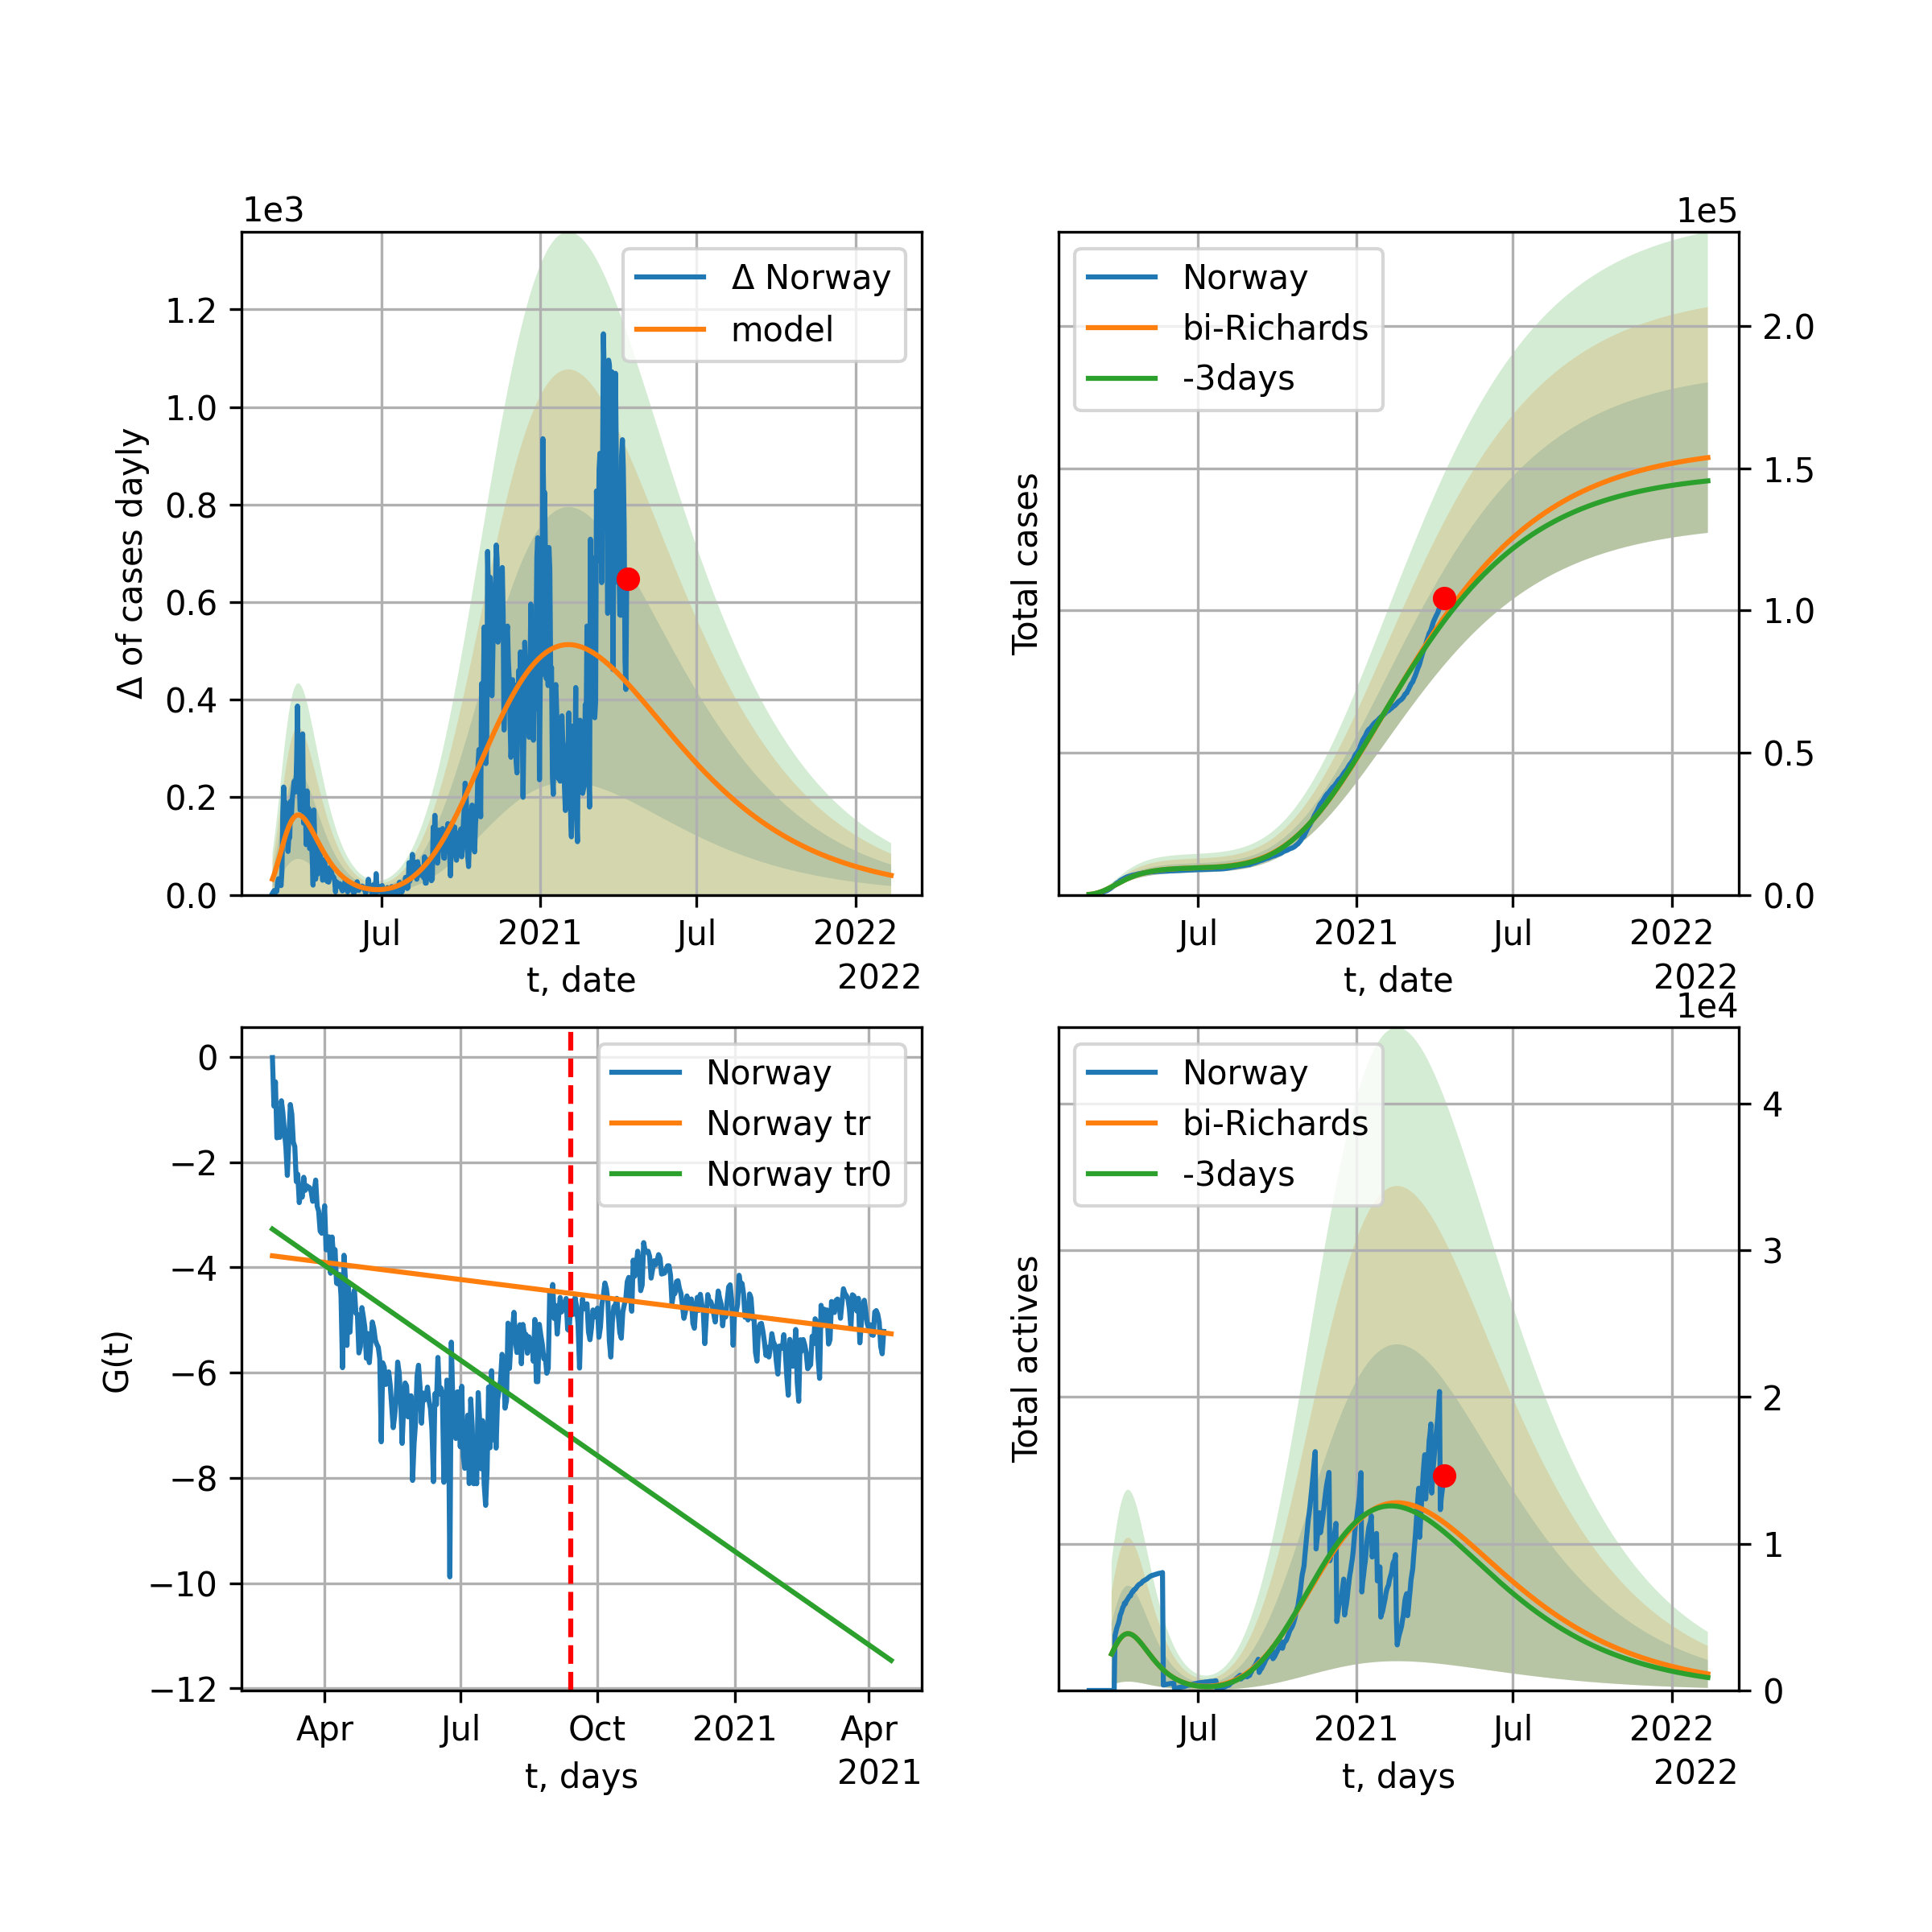 1e3
Δ of cases dayly
1.2
1.0
0.8
0.6
0.4
0.2
0.0
Δ Norway
model
Jul 2021 Jul 2022
t, date
2022
1e5
Total cases
Norway
bi-Richards
-3days
2.0
1.5
1.0
0.5
0.0
Jul 2021 Jul 2022
t, date
2022
G(t)
0
−2
−4
−6
−8
−10
−12
Norway
Norway tr
Norway tr0
Apr Jul Oct 2021 Apr
t, days
2021
1e4
Total actives
Norway
bi-Richards
-3days
4
3
2
1
0
Jul 2021 Jul 2022
t, days
2022